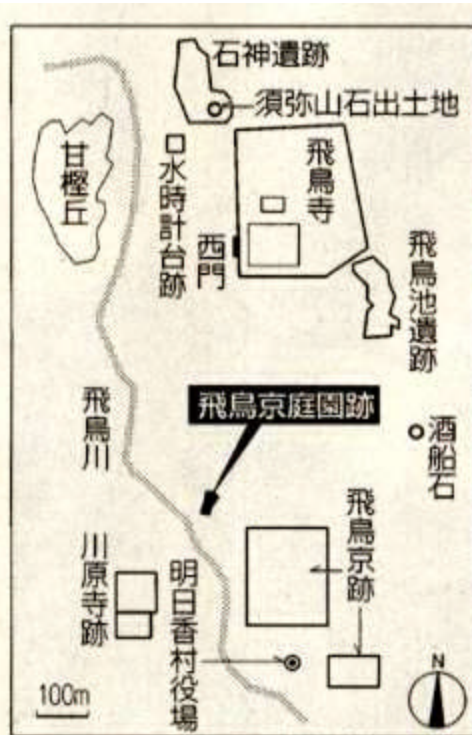 石神遺跡
須弥山石出土地
甘樫丘
水時計台跡
飛鳥寺
西門
飛鳥池遺跡
飛鳥京庭園跡
飛鳥川
酒船石
飛鳥京跡
川原寺跡
明日香村役場
100m
N